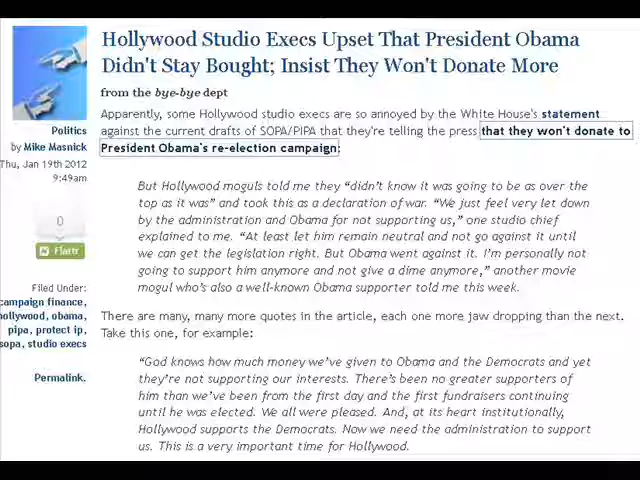 Hollywood Studio Execs Upset That President Obama
Didn't Stay Bought; Insist They Won't Donate More
from the bye-bye dept
Politics
by Mike Masnick
Thu, Jan 19th 2012
9:49am
0
Flattr
Filed Under:
campaign finance,
hollywood, obama,
pipa, protect ip,
sopa, studio execs
Permalink.
Apparently, some Hollywood studio execs are so annoyed by the White House's statement
against the current drafts of SOPA/PIPA that they're telling the press that they won't donate to
President Obama's re-election campaign:
But Hollywood moguls told me they “didn’t know it was going to be as over the
top as it was” and took this as a declaration of war. “We just feel very let down
by the administration and Obama for not supporting us,” one studio chief
explained to me. “At least let him remain neutral and not go against it until
we can get the legislation right. But Obama went against it. I’m personally not
going to support him anymore and not give a dime anymore,” another movie
mogul who’s also a well-known Obama supporter told me this week.
There are many, many more quotes in the article, each one more jaw dropping than the next.
Take this one, for example:
“God knows how much money we’ve given to Obama and the Democrats and yet
they’re not supporting our interests. There’s been no greater supporters of
him than we’ve been from the first day and the first fundraisers continuing
until he was elected. We all were pleased. And, at its heart institutionally,
Hollywood supports the Democrats. Now we need the administration to support
us. This is a very important time for Hollywood.